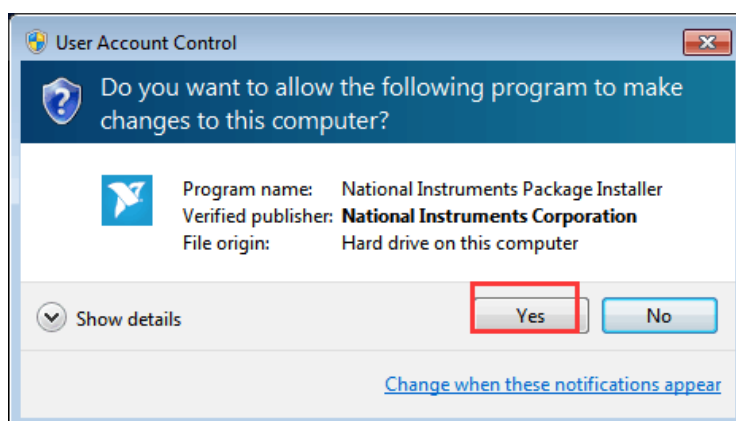 User Account Control
Do you want to allow the following program to make
changes to this computer?
Program name: National Instruments Package Installer
Verified publisher: National Instruments Corporation
File origin: Hard drive on this computer
Show details Yes No
Change when these notifications appear